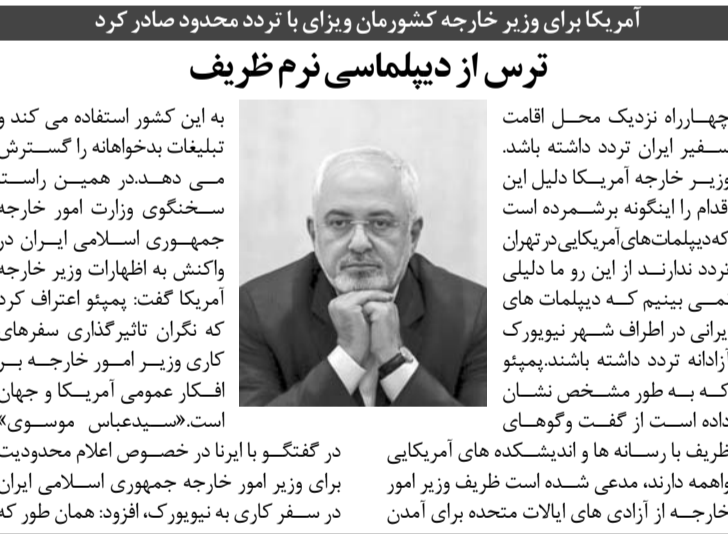 آمریکا برای وزیر خارجه کشورمان ویزای با تردد محدود صادر کرد
ترس از دیپلماسی نرم ظریف
چهارراه نزدیک محل اقامت
سفیر ایران تردد داشته باشد.
وزیر خارجه آمریکا دلیل این
اقدام را اینگونه برشمرده است
که دیپلمات‌های آمریکایی در تهران
تردد ندارند از این رو ما دلیلی
نمی بینیم که دیپلمات های
ایرانی در اطراف شهر نیویورک
آزادانه تردد داشته باشند.پمپئو
که به طور مشخص نشان
داده است از گفت وگوهای
ظریف با رسانه ها و اندیشکده های آمریکایی
واهمه دارند، مدعی شده است ظریف وزیر امور
خارجه از آزادی های ایالات متحده برای آمدن
به این کشور استفاده می کند و
تبلیغات بدخواهانه را گسترش
می دهد.در همین راستا
سخنگوی وزارت امور خارجه
جمهوری اسلامی ایران در
واکنش به اظهارات وزیر خارجه
آمریکا گفت: پمپئو اعتراف کرد
که نگران تاثیرگذاری سفرهای
کاری وزیر امور خارجه بر
افکار عمومی آمریکا و جهان
است.«سیدعباس موسوی»
در گفتگو با ایرنا در خصوص اعلام محدودیت
برای وزیر امور خارجه جمهوری اسلامی ایران
در سفر کاری به نیویورک، افزود: همان طور که